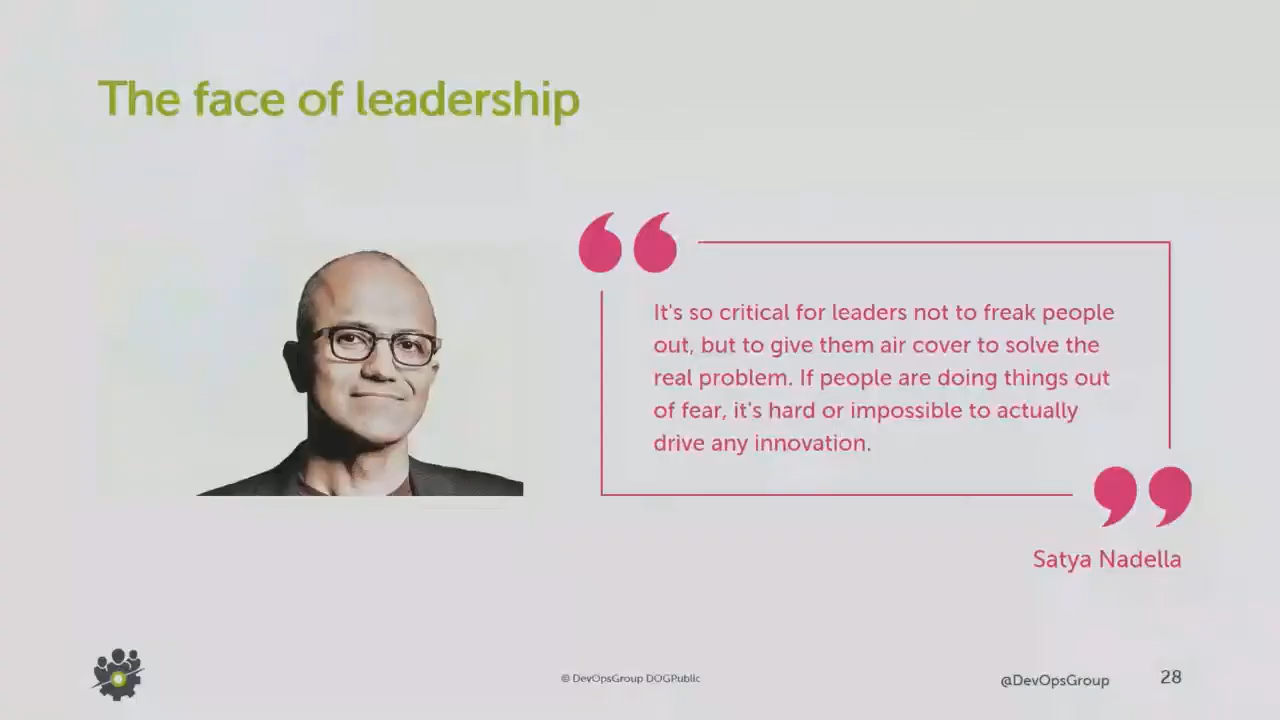 The face of leadership
It's so critical for leaders not to freak people
out, but to give them air cover to solve the
real problem. If people are doing things out
of fear, it's hard or impossible to actually
drive any innovation.
Satya Nadella
© DevOpsGroup DOGPublic
@DevOpsGroup
28